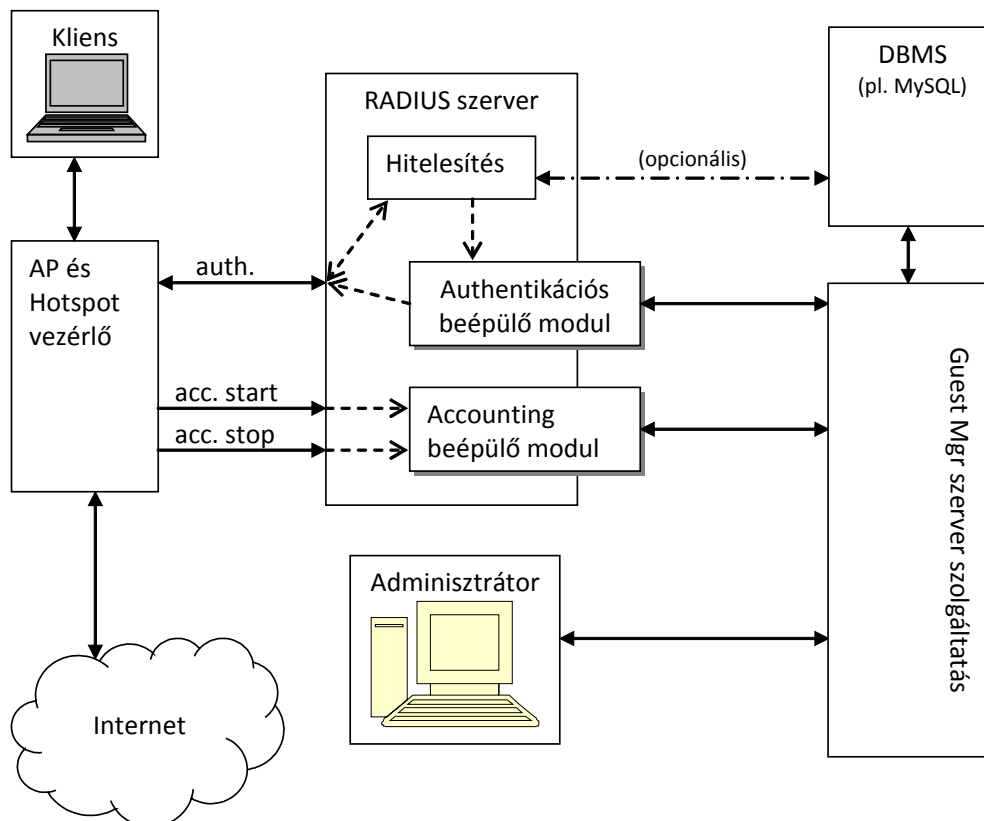 Kliens
DBMS
(pl. MySQL)
RADIUS szerver
Hitelesítés
(opcionális)
AP és
Hotspot
vezérlő
auth.
Authentikációs
beépülő modul
acc. start
acc. stop
Accounting
beépülő modul
Guest Mgr szerver szolgáltatás
Adminisztrátor
Internet